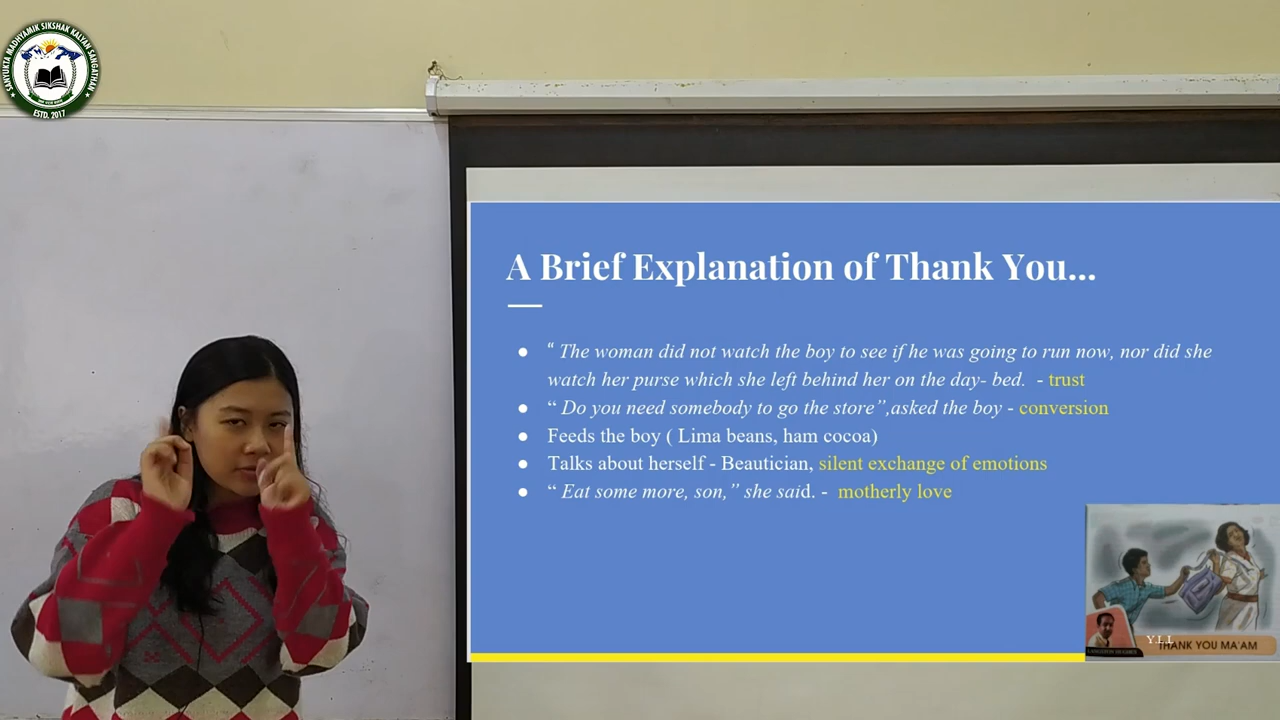 SANYUKTA MADHYAMIK SIKSHAK KALYAN SANGATHAN
ESTD. 2017
A Brief Explanation of Thank You...
● “ The woman did not watch the boy to see if he was going to run now, nor did she
watch her purse which she left behind her on the day- bed. - trust
● “ Do you need somebody to go the store”,asked the boy - conversion
● Feeds the boy ( Lima beans, ham cocoa)
● Talks about herself - Beautician, silent exchange of emotions
● “ Eat some more, son,” she said. - motherly love
Y.L.L
THANK YOU MA'AM
LANGSTON HUGHES